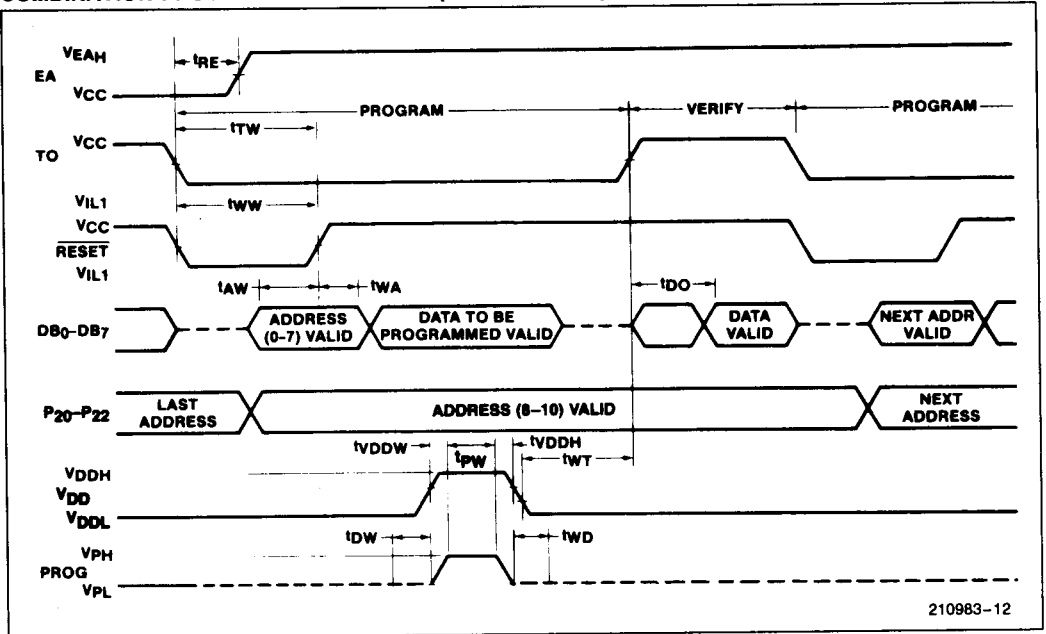 VEAH
EA
VCC
tRE
PROGRAM
VERIFY
PROGRAM
tTW
TO
VCC
VIL1
tWW
VCC
RESET
VIL1
tAW
tWA
tDO
DB0–DB7
ADDRESS
(0–7) VALID
DATA TO BE
PROGRAMMED VALID
DATA
VALID
NEXT ADDR
VALID
P20–P22
LAST
ADDRESS
ADDRESS (8–10) VALID
NEXT
ADDRESS
tVDDW
tPW
tVDDH
tWT
VDDH
VDD
VDDL
tDW
tWD
VPH
PROG
VPL
210983–12